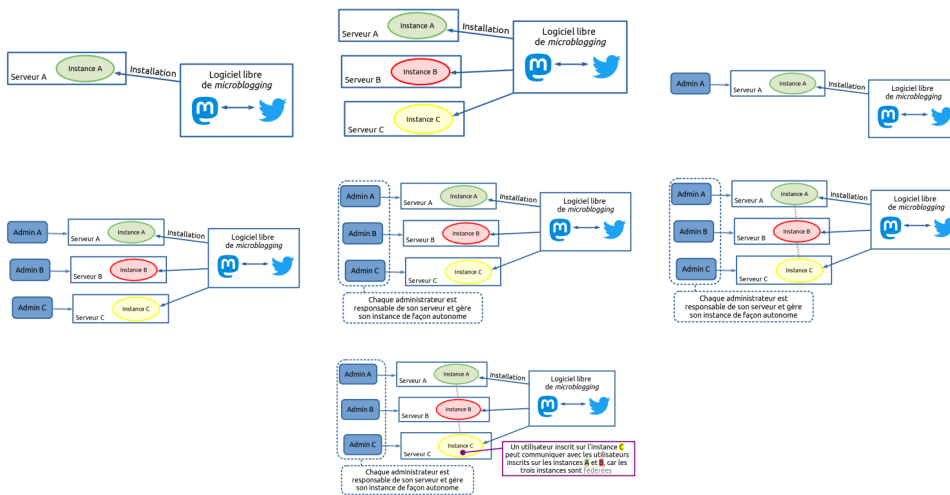 Serveur A
Instance A
Installation
Logiciel libre
de microblogging
Serveur A
Instance A
Installation
Logiciel libre
de microblogging
Serveur B
Instance B
Serveur C
Instance C
Admin A
Serveur A
Instance A
Installation
Logiciel libre
de microblogging
Admin A
Serveur A
Instance A
Installation
Logiciel libre
de microblogging
Admin B
Serveur B
Instance B
Admin C
Serveur C
Instance C
Admin A
Serveur A
Instance A
Installation
Logiciel libre
de microblogging
Admin B
Serveur B
Instance B
Admin C
Serveur C
Instance C
Chaque administrateur est
responsable de son serveur et gère
son instance de façon autonome
Admin A
Serveur A
Instance A
Installation
Logiciel libre
de microblogging
Admin B
Serveur B
Instance B
Admin C
Serveur C
Instance C
Chaque administrateur est
responsable de son serveur et gère
son instance de façon autonome
Admin A
Serveur A
Instance A
Installation
Logiciel libre
de microblogging
Admin B
Serveur B
Instance B
Admin C
Serveur C
Instance C
Un utilisateur inscrit sur l'instance C
peut communiquer avec les utilisateurs
inscrits sur les instances A et B, car les
trois instances sont fédérées
Chaque administrateur est
responsable de son serveur et gère
son instance de façon autonome